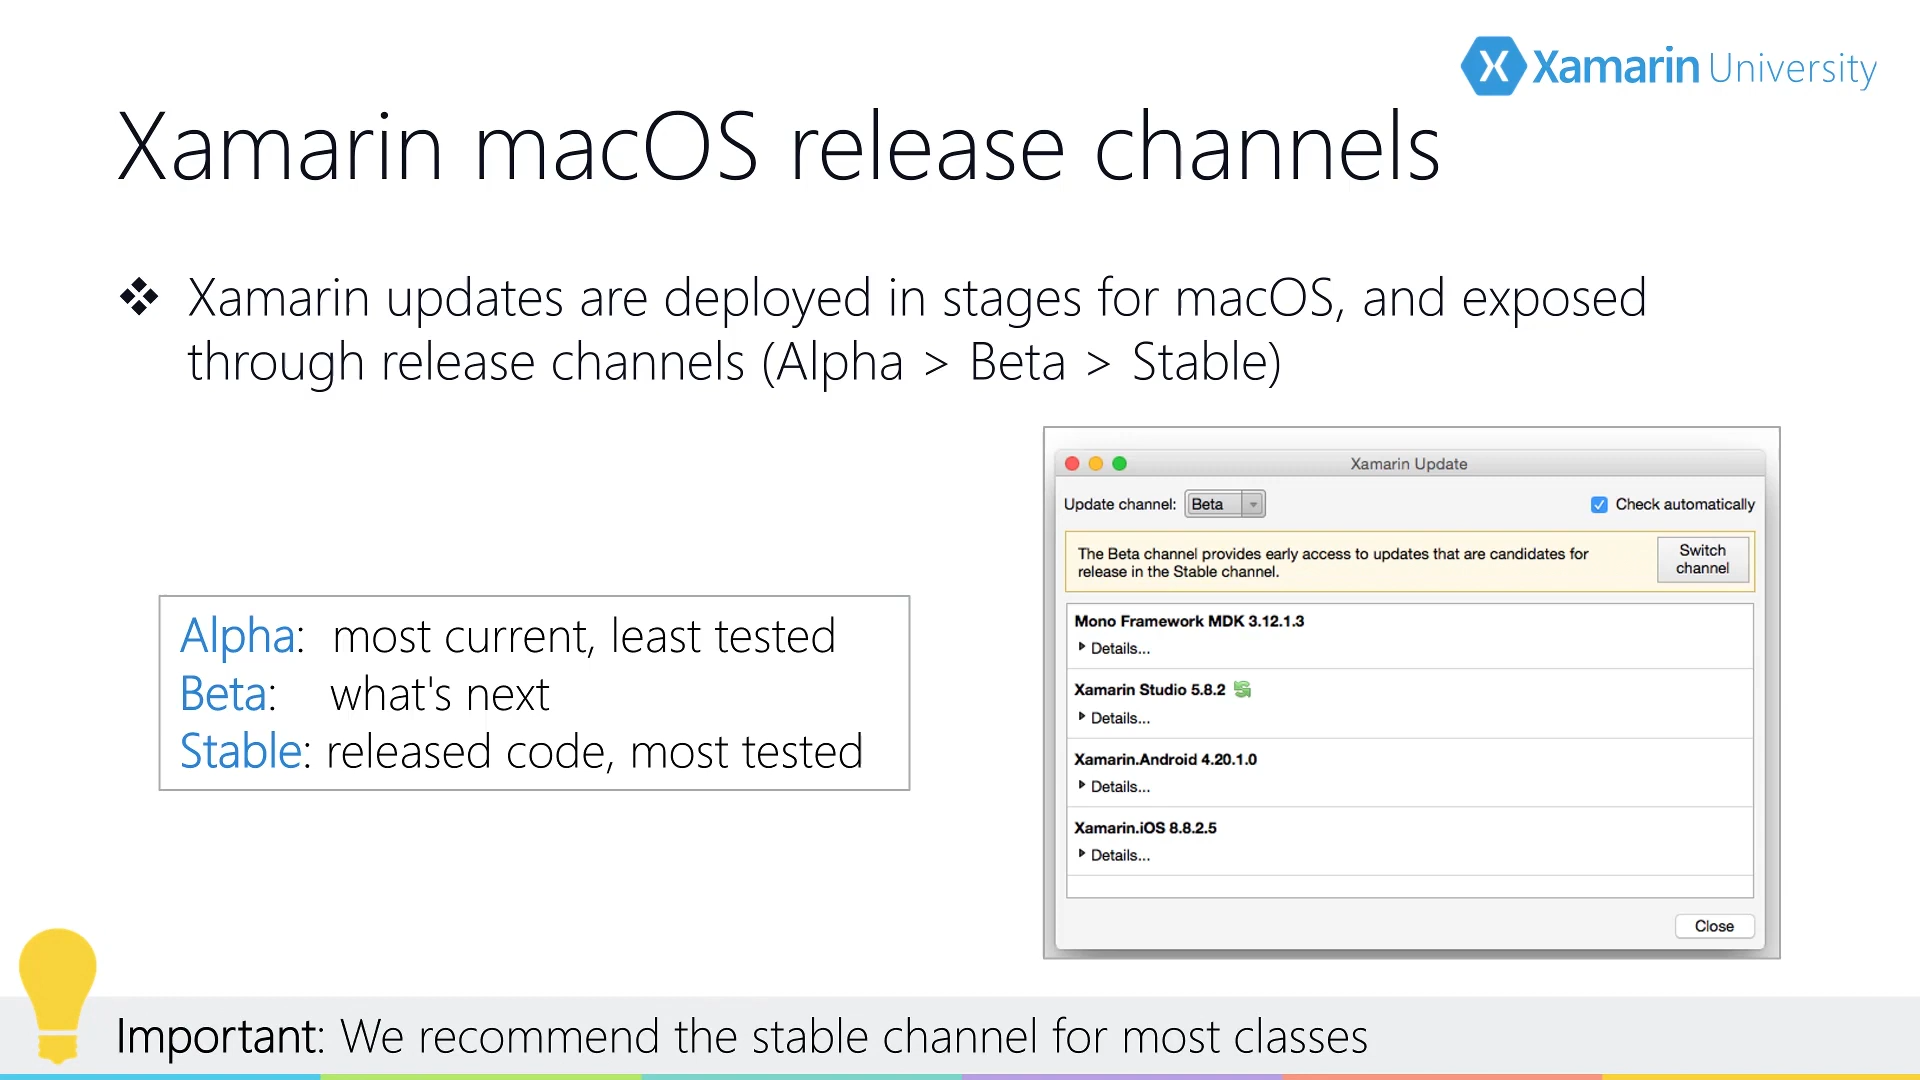 Xamarin University
Xamarin macOS release channels
❖ Xamarin updates are deployed in stages for macOS, and exposed
through release channels (Alpha > Beta > Stable)
Alpha: most current, least tested
Beta: what's next
Stable: released code, most tested
Xamarin Update
Update channel: Beta
Check automatically
The Beta channel provides early access to updates that are candidates for
release in the Stable channel.
Switch
channel
Mono Framework MDK 3.12.1.3
Details...
Xamarin Studio 5.8.2
Details...
Xamarin.Android 4.20.1.0
Details...
Xamarin.iOS 8.8.2.5
Details...
Close
Important: We recommend the stable channel for most classes